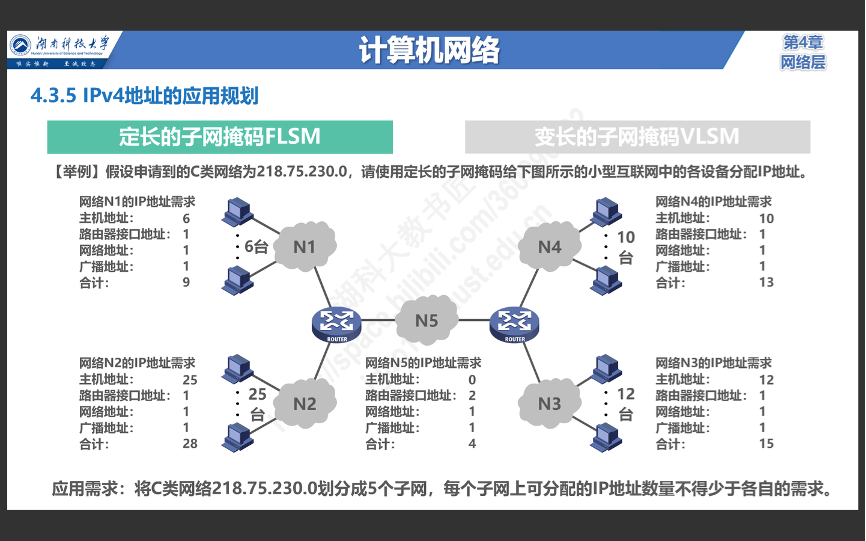 湖南科技大学
Hunan University of Science and Technology
唯实惟新 至诚致志
计算机网络
第4章
网络层
4.3.5 IPv4地址的应用规划
定长的子网掩码FLSM
变长的子网掩码VLSM
【举例】假设申请到的C类网络为218.75.230.0，请使用定长的子网掩码给下图所示的小型互联网中的各设备分配IP地址。
网络N1的IP地址需求
主机地址： 6
路由器接口地址： 1
网络地址： 1
广播地址： 1
合计： 9
6台
N1
N4
10
台
网络N4的IP地址需求
主机地址： 10
路由器接口地址： 1
网络地址： 1
广播地址： 1
合计： 13
ROUTER
N5
ROUTER
网络N2的IP地址需求
主机地址： 25
路由器接口地址： 1
网络地址： 1
广播地址： 1
合计： 28
25
台
N2
网络N5的IP地址需求
主机地址： 0
路由器接口地址： 2
网络地址： 1
广播地址： 1
合计： 4
N3
12
台
网络N3的IP地址需求
主机地址： 12
路由器接口地址： 1
网络地址： 1
广播地址： 1
合计： 15
应用需求：将C类网络218.75.230.0划分成5个子网，每个子网上可分配的IP地址数量不得少于各自的需求。